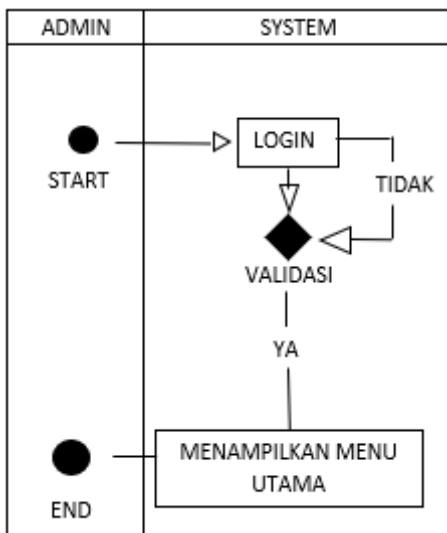 ADMIN
SYSTEM
LOGIN
START
TIDAK
VALIDASI
YA
MENAMPILKAN MENU
UTAMA
END